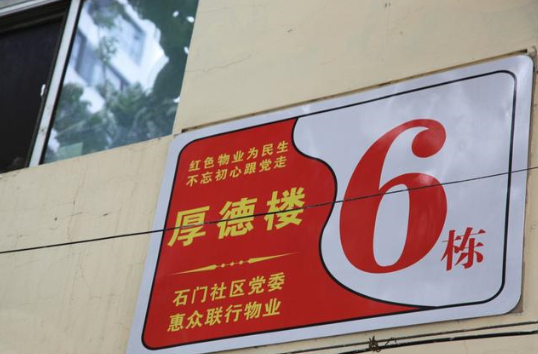 红色物业为民生
不忘初心跟党走
厚德楼
石门社区党委
惠众联行物业
6栋